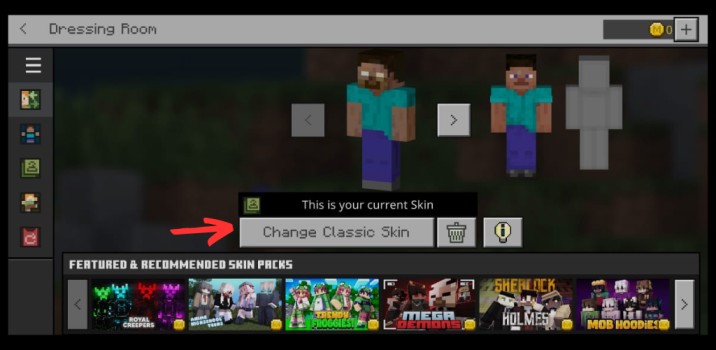 Dressing Room
0
This is your current Skin
Change Classic Skin
FEATURED & RECOMMENDED SKIN PACKS
ROYAL CREEPERS
TRENDY FROGGIES!
MEGA DEMONS
SHERLOCK HOLMES
MOB HOODIES